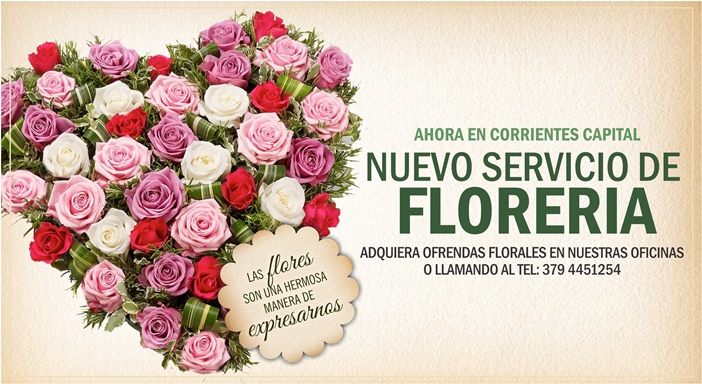 AHORA EN CORRIENTES CAPITAL
NUEVO SERVICIO DE
FLORERIA
ADQUIERA OFRENDAS FLORALES EN NUESTRAS OFICINAS
O LLAMANDO AL TEL: 379 4451254
LAS flores
SON UNA HERMOSA
MANERA DE
expresarnos